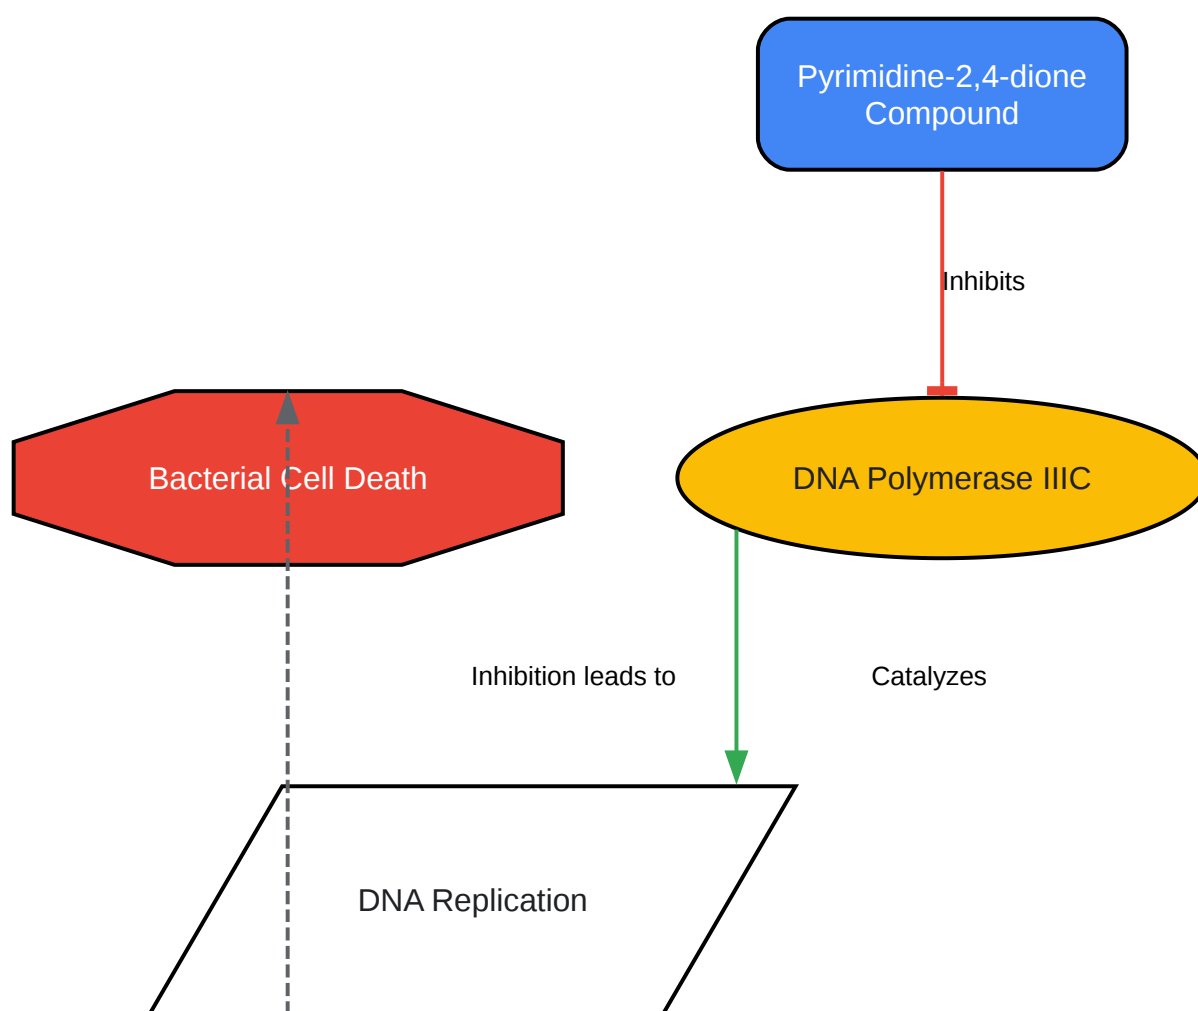 Pyrimidine-2,4-dione
Compound
Inhibits
Bacterial Cell Death
DNA Polymerase IIIC
Inhibition leads to
Catalyzes
DNA Replication